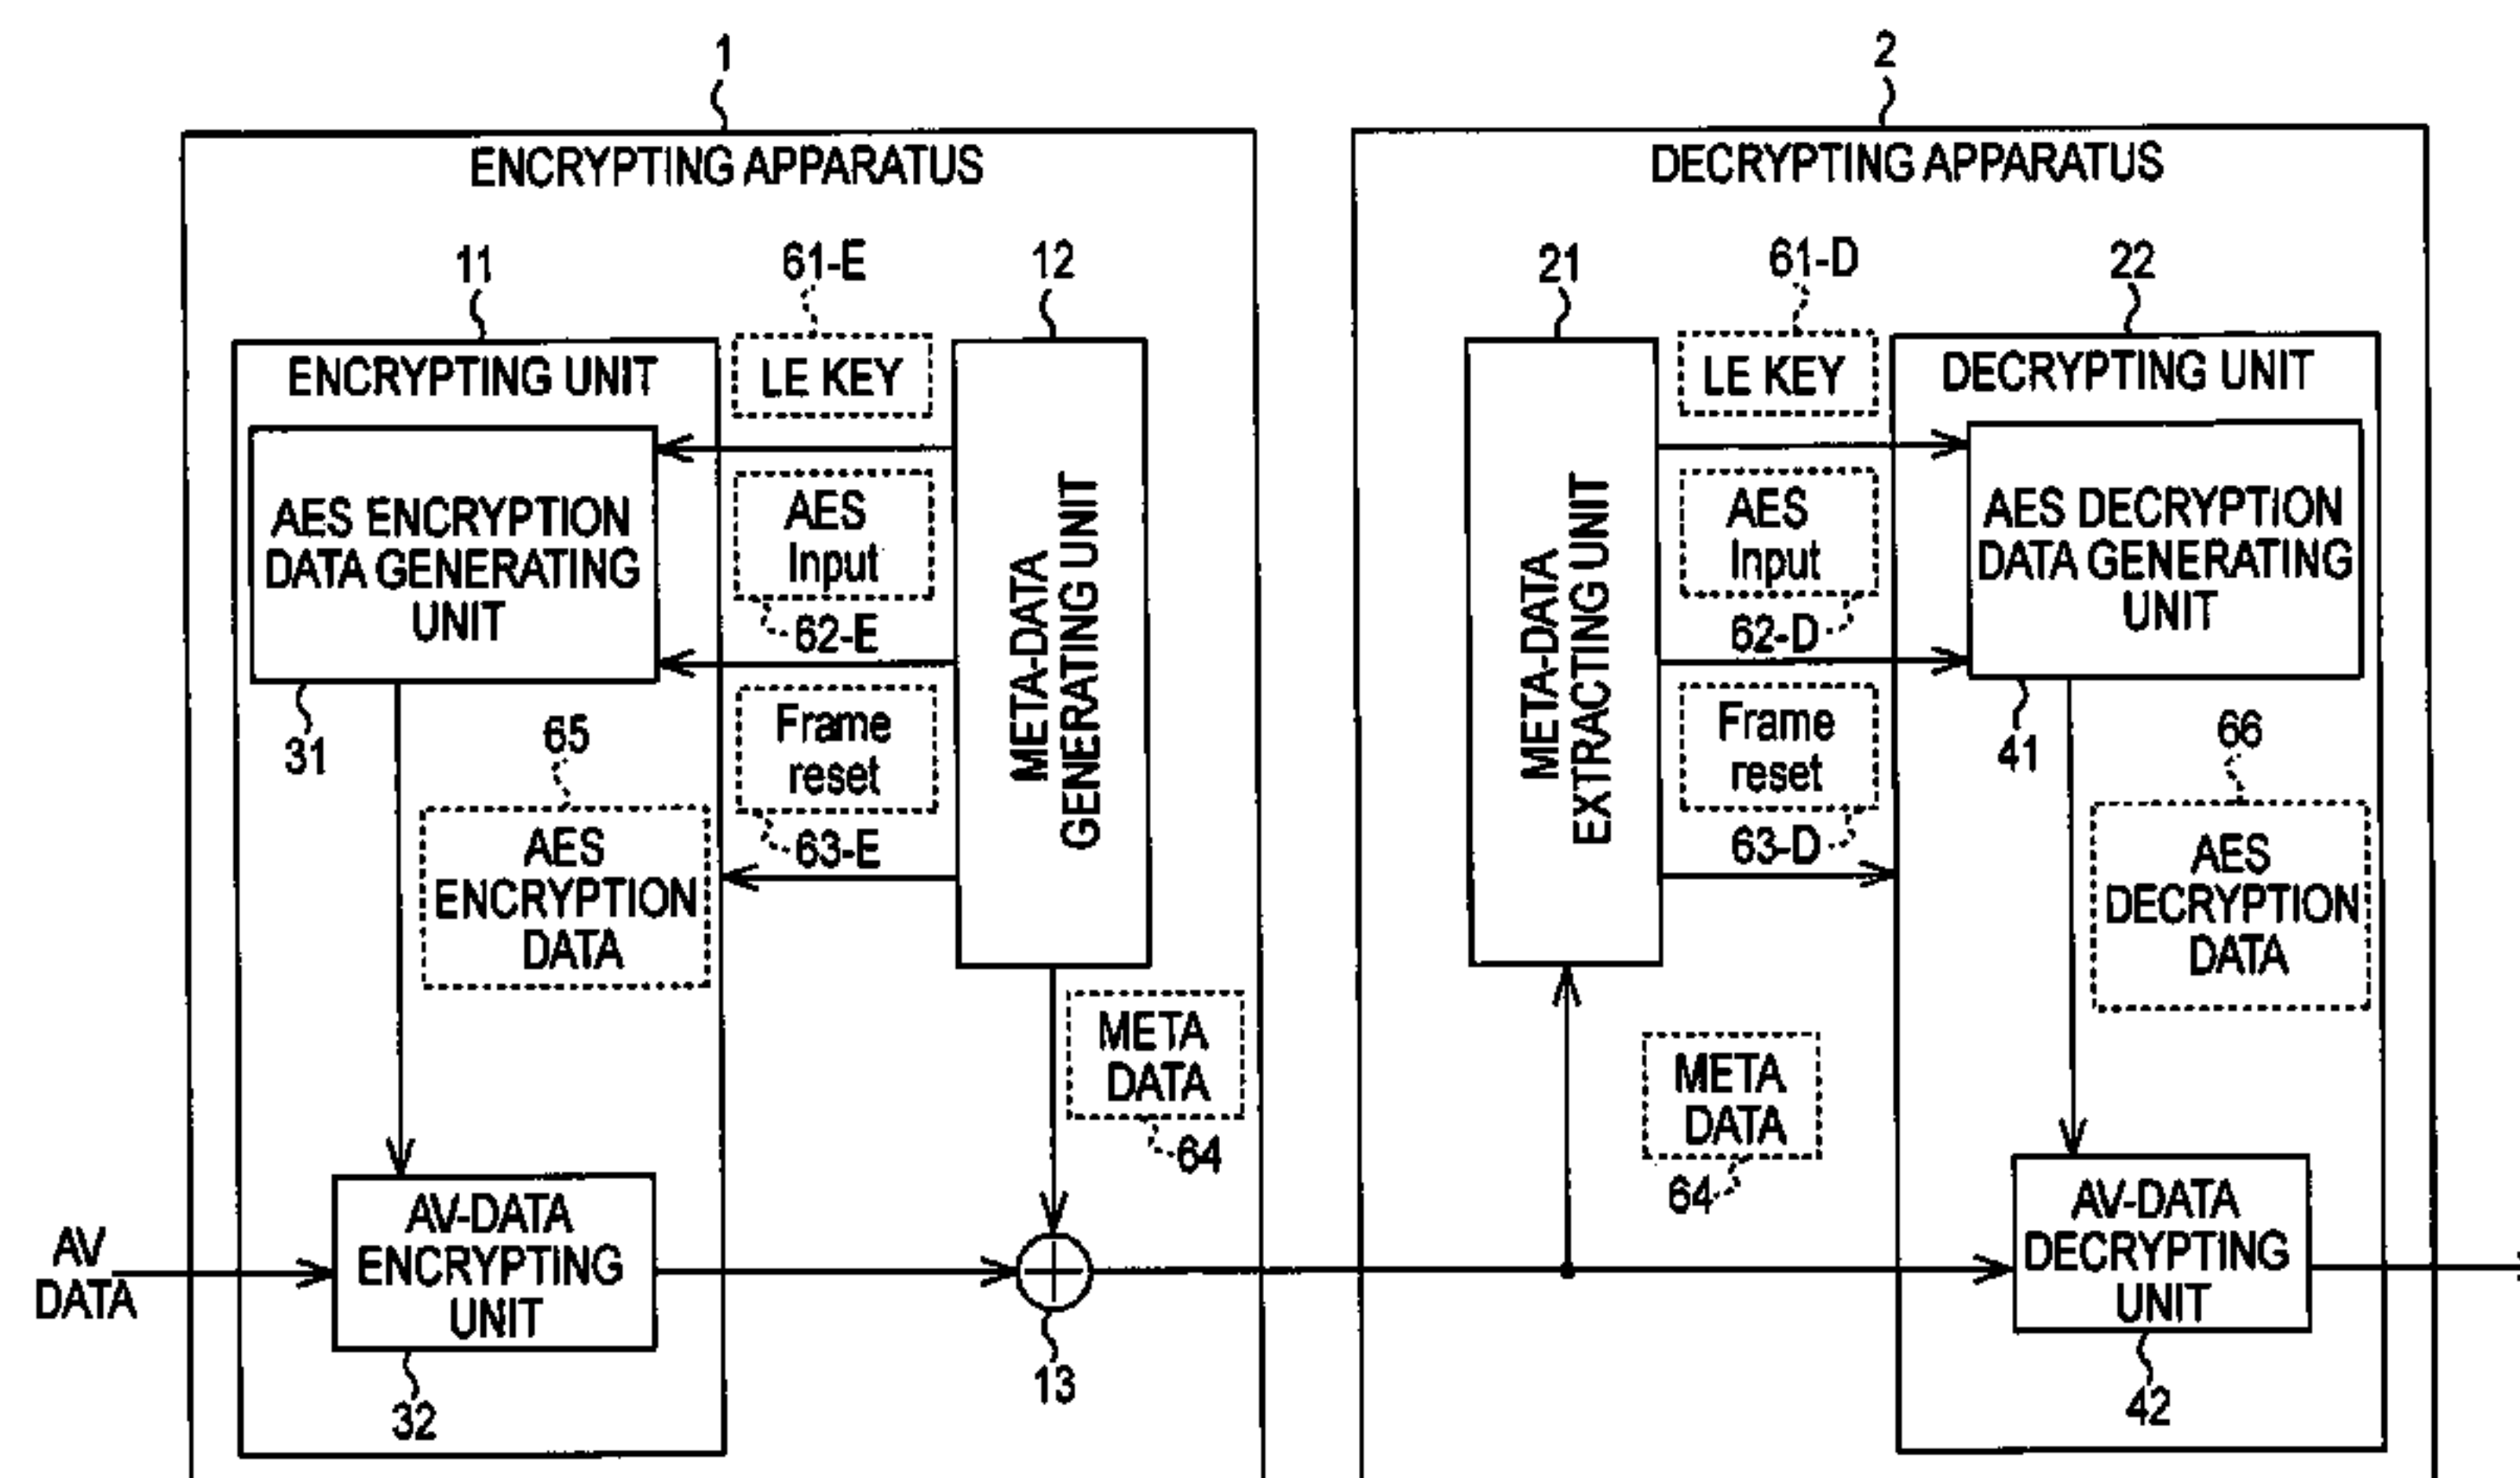 1
2
ENCRYPTING APPARATUS
DECRYPTING APPARATUS
11
61-E
12
21
61-D
22
ENCRYPTING UNIT
LE KEY
LE KEY
DECRYPTING UNIT
AES ENCRYPTION
DATA GENERATING
UNIT
AES
Input
62-E
META-DATA
GENERATING UNIT
META-DATA
EXTRACTING UNIT
AES
Input
62-D
AES DECRYPTION
DATA GENERATING
UNIT
31
65
Frame
reset
63-E
Frame
reset
63-D
41
66
AES
ENCRYPTION
DATA
AES
DECRYPTION
DATA
META
DATA
64
META
DATA
64
AV
DATA
AV-DATA
ENCRYPTING
UNIT
AV-DATA
DECRYPTING
UNIT
32
13
42